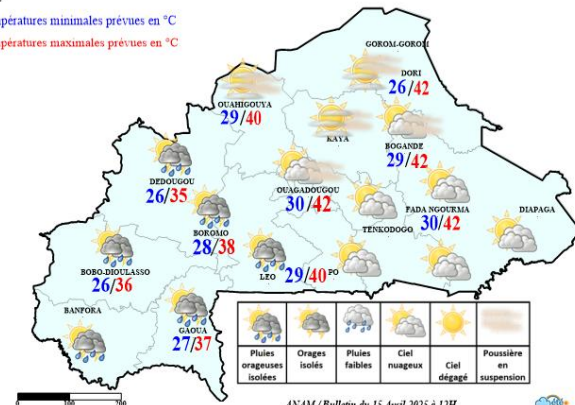 pératures minimales prévues en °C
pératures maximales prévues en °C
GOROM-GOROM
DORI
26/42
OUAHIGOUYA
29/40
KAYA
BOGANDE
29/42
DEDOUGOU
26/35
OUAGADOUGOU
30/42
FADA NGOURMA
30/42
DIAPAGA
TENKODOGO
BOROMO
28/38
BOBO-DIOULASSO
26/36
LEO
29/40 PO
BANFORA
GAOUA
27/37
Pluies orageuses isolées
Orages isolés
Pluies faibles
Ciel nuageux
Ciel dégagé
Poussière en suspension
ANAM / Bulletin du 15 Avril 2025 à 12H